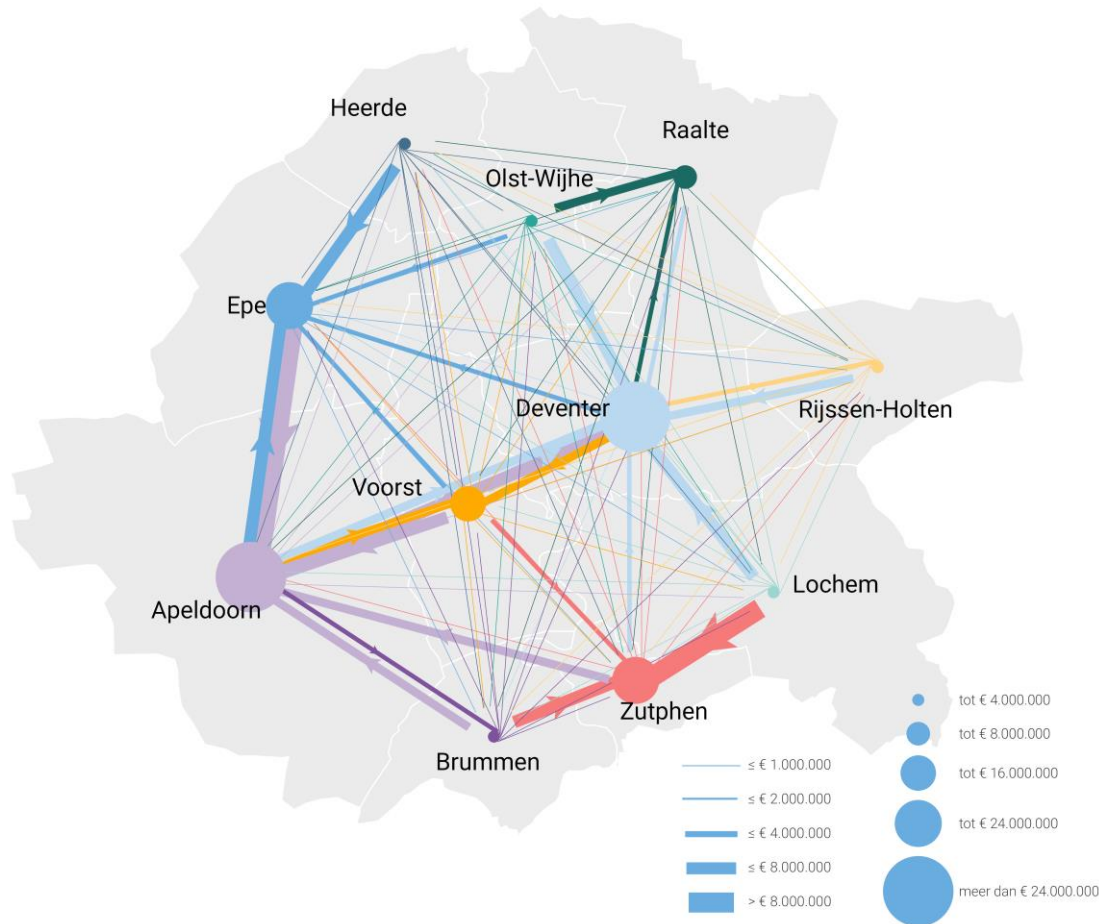 Heerde
Raalte
Olst-Wijhe
Epe
Deventer
Rijssen-Holten
Voorst
Lochem
Apeldoorn
Zutphen
Brummen
≤ € 1.000.000
≤ € 2.000.000
≤ € 4.000.000
≤ € 8.000.000
> € 8.000.000
tot € 4.000.000
tot € 8.000.000
tot € 16.000.000
tot € 24.000.000
meer dan € 24.000.000